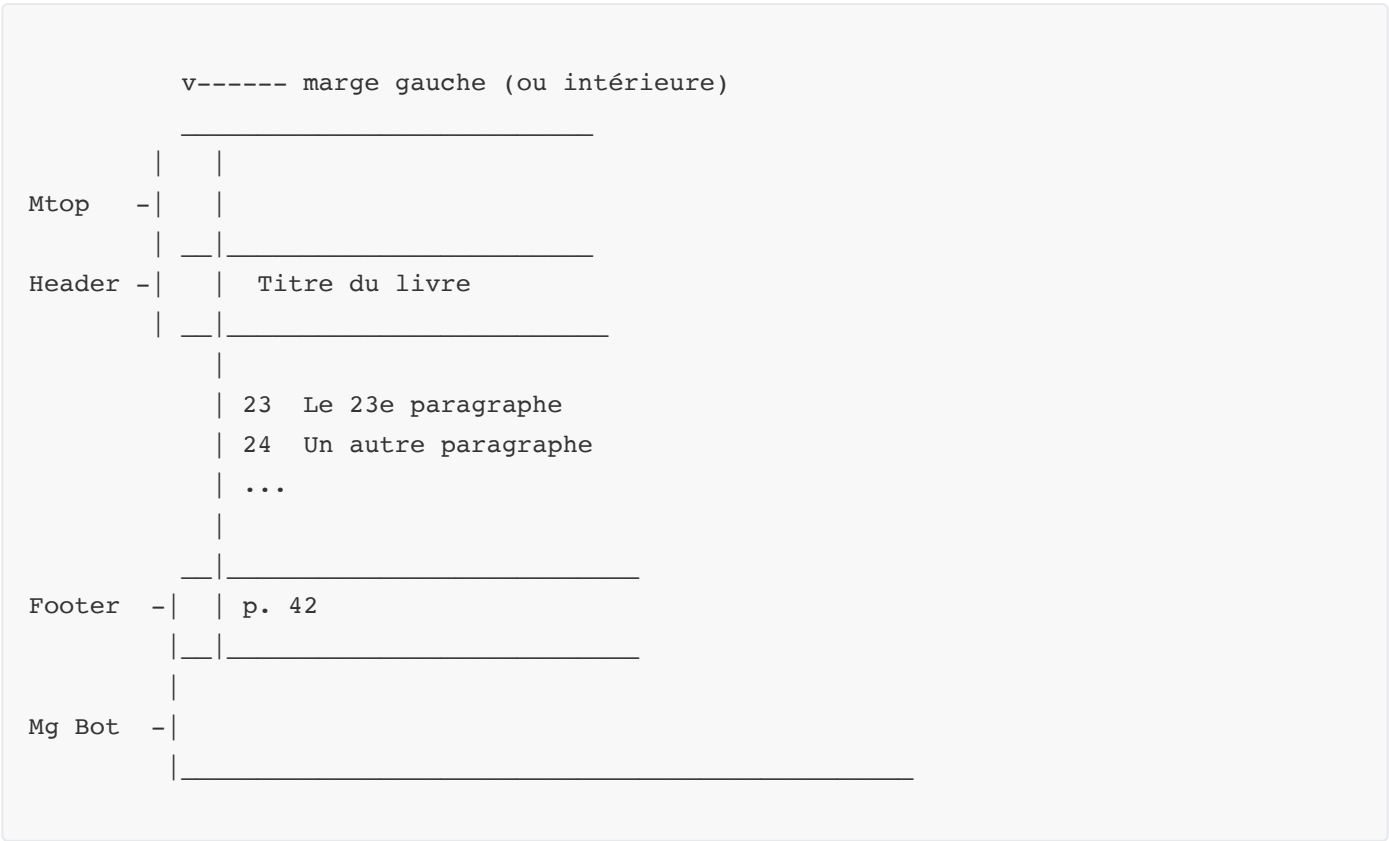 v------ marge gauche (ou intérieure)
Mtop   -|
Header -|   |  Titre du livre
| 23  Le 23e paragraphe
| 24  Un autre paragraphe
| ...
Footer  -|  | p. 42
Mg Bot  -|